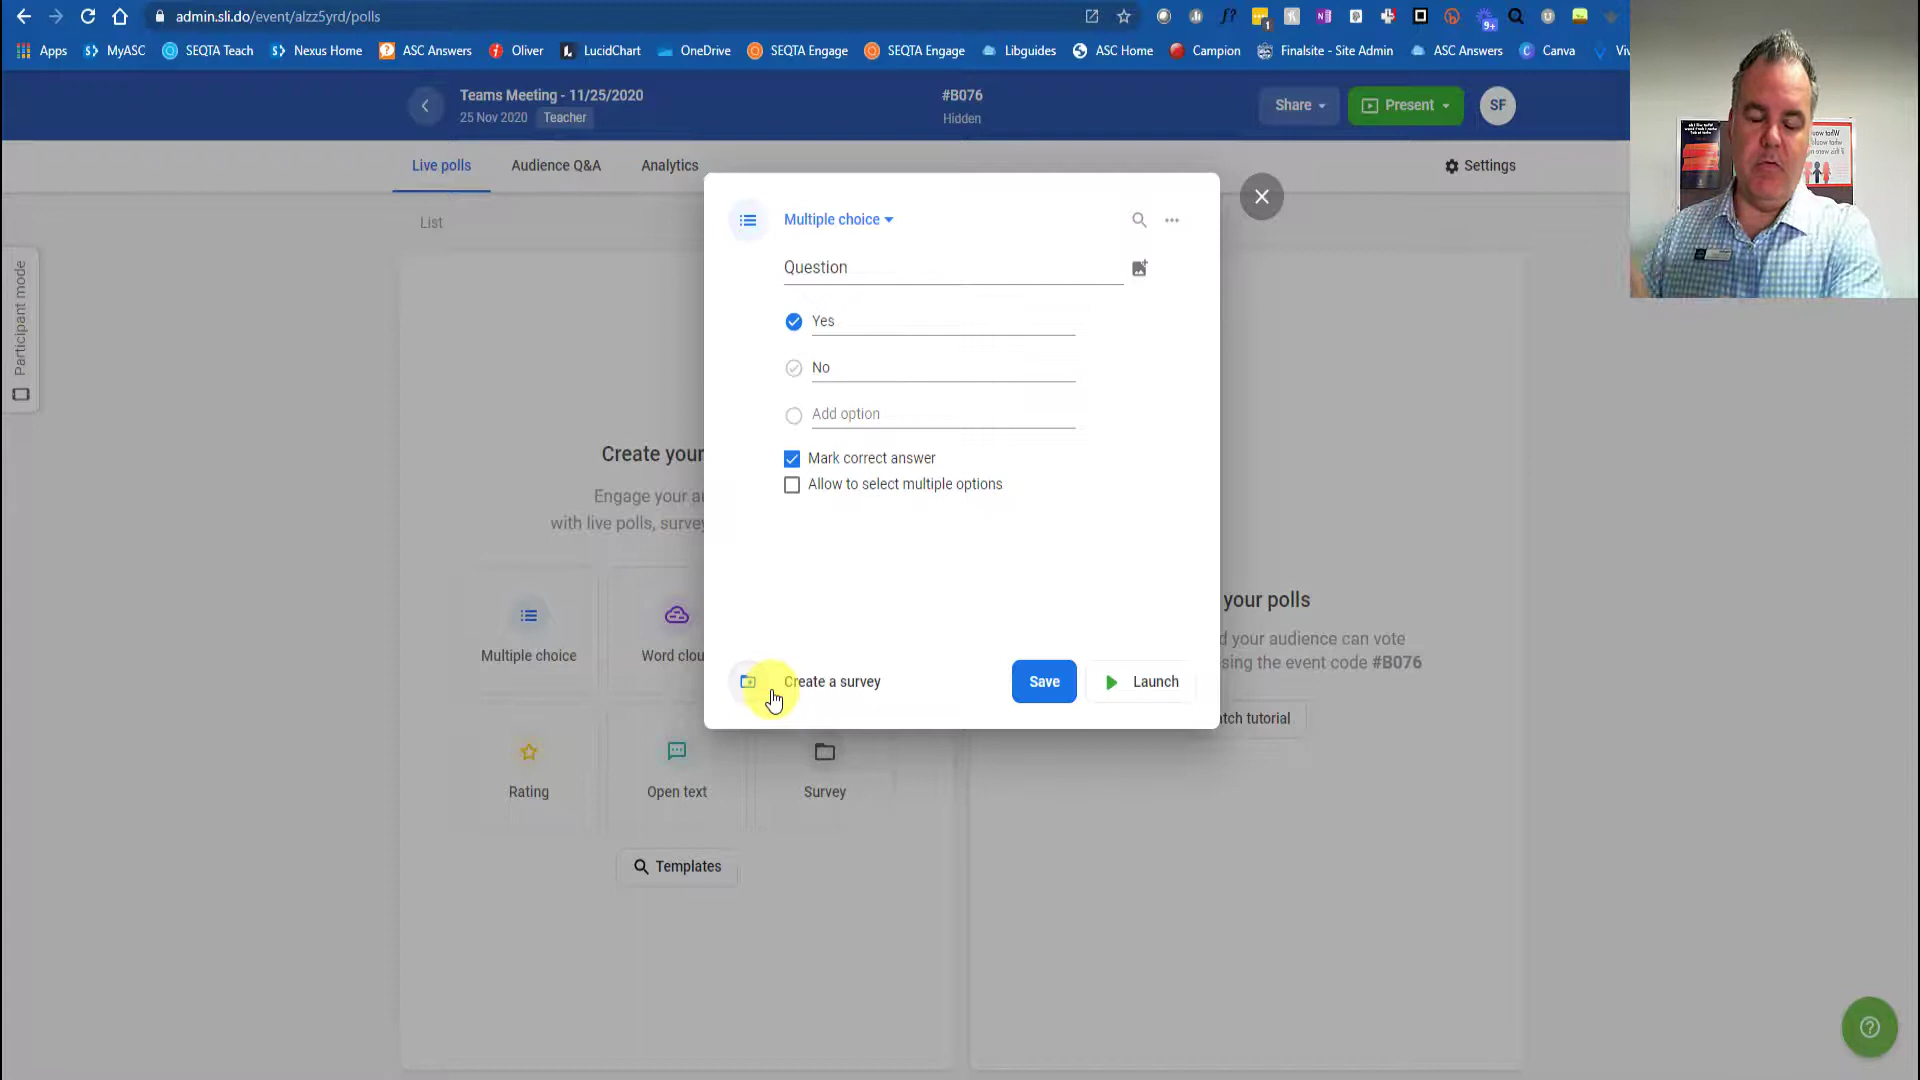 admin.sli.do/event/alzz5yrd/polls
Apps MyASC SEQTA Teach Nexus Home ASC Answers Oliver LucidChart OneDrive SEQTA Engage SEQTA Engage Libguides ASC Home Campion Finalsite - Site Admin ASC Answers Canva Viv
Teams Meeting - 11/25/2020
25 Nov 2020 Teacher
#B076
Hidden
Share
Present
SF
Live polls Audience Q&A Analytics
Settings
List
Participant mode
Multiple choice
Question
Yes
No
Add option
Mark correct answer
Allow to select multiple options
Create a survey
Save
Launch
Create your
Engage your a
with live polls, survey
Multiple choice
Word clou
Rating
Open text
Survey
Templates
your polls
d your audience can vote
sing the event code #B076
tch tutorial